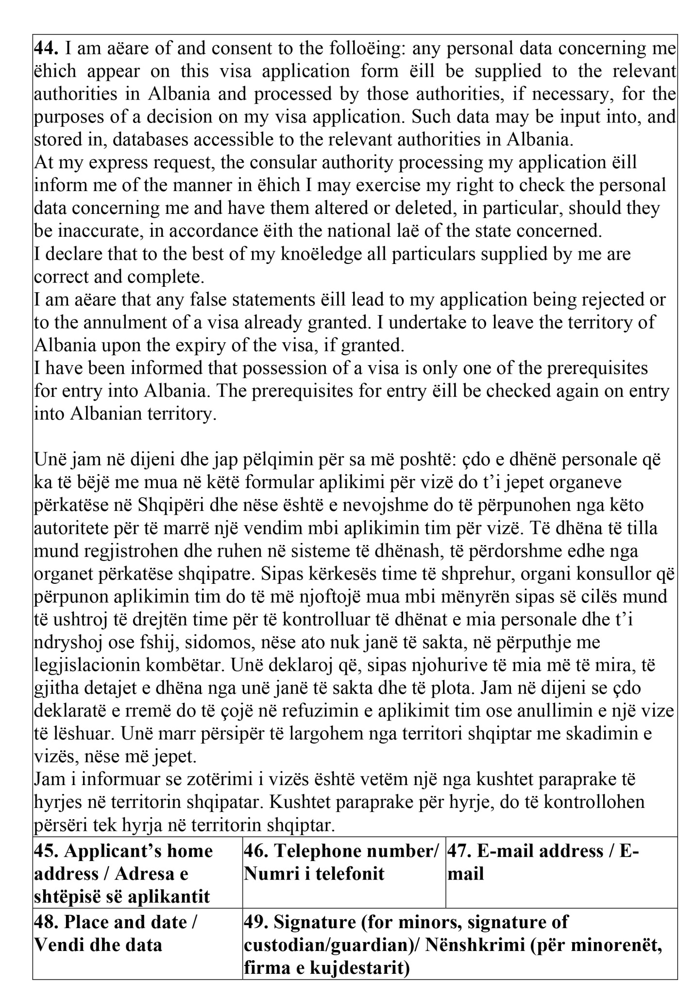 44. I am aëare of and consent to the folloëing: any personal data concerning me
ëhich appear on this visa application form ëill be supplied to the relevant
authorities in Albania and processed by those authorities, if necessary, for the
purposes of a decision on my visa application. Such data may be input into, and
stored in, databases accessible to the relevant authorities in Albania.
At my express request, the consular authority processing my application ëill
inform me of the manner in ëhich I may exercise my right to check the personal
data concerning me and have them altered or deleted, in particular, should they
be inaccurate, in accordance ëith the national laë of the state concerned.
I declare that to the best of my knoëledge all particulars supplied by me are
correct and complete.
I am aëare that any false statements ëill lead to my application being rejected or
to the annulment of a visa already granted. I undertake to leave the territory of
Albania upon the expiry of the visa, if granted.
I have been informed that possession of a visa is only one of the prerequisites
for entry into Albania. The prerequisites for entry ëill be checked again on entry
into Albanian territory.
Unë jam në dijeni dhe jap pëlqimin për sa më poshtë: çdo e dhënë personale që
ka të bëjë me mua në këtë formular aplikimi për vizë do t’i jepet organeve
përkatëse në Shqipëri dhe nëse është e nevojshme do të përpunohen nga këto
autoritete për të marrë një vendim mbi aplikimin tim për vizë. Të dhëna të tilla
mund regjistrohen dhe ruhen në sisteme të dhënash, të përdorshme edhe nga
organet përkatëse shqipatre. Sipas kërkesës time të shprehur, organi konsullor që
përpunon aplikimin tim do të më njoftojë mua mbi mënyrën sipas së cilës mund
të ushtroj të drejtën time për të kontrolluar të dhënat e mia personale dhe t’i
ndryshoj ose fshij, sidomos, nëse ato nuk janë të sakta, në përputhje me
legjislacionin kombëtar. Unë deklaroj që, sipas njohurive të mia më të mira, të
gjitha detajet e dhëna nga unë janë të sakta dhe të plota. Jam në dijeni se çdo
deklaratë e rremë do të çojë në refuzimin e aplikimit tim ose anullimin e një vize
të lëshuar. Unë marr përsipër të largohem nga territori shqiptar me skadimin e
vizës, nëse më jepet.
Jam i informuar se zotërimi i vizës është vetëm një nga kushtet paraprake të
hyrjes në territorin shqipatar. Kushtet paraprake për hyrje, do të kontrollohen
përsëri tek hyrja në territorin shqiptar.
45. Applicant’s home
address / Adresa e
shtëpisë së aplikantit
46. Telephone number/
Numri i telefonit
47. E-mail address / E-
mail
48. Place and date /
Vendi dhe data
49. Signature (for minors, signature of
custodian/guardian)/ Nënshkrimi (për minorenët,
firma e kujdestarit)